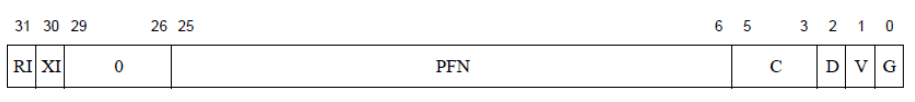 31 30 29 26 25 6 5 3 2 1 0
RI XI 0 PFN C D V G